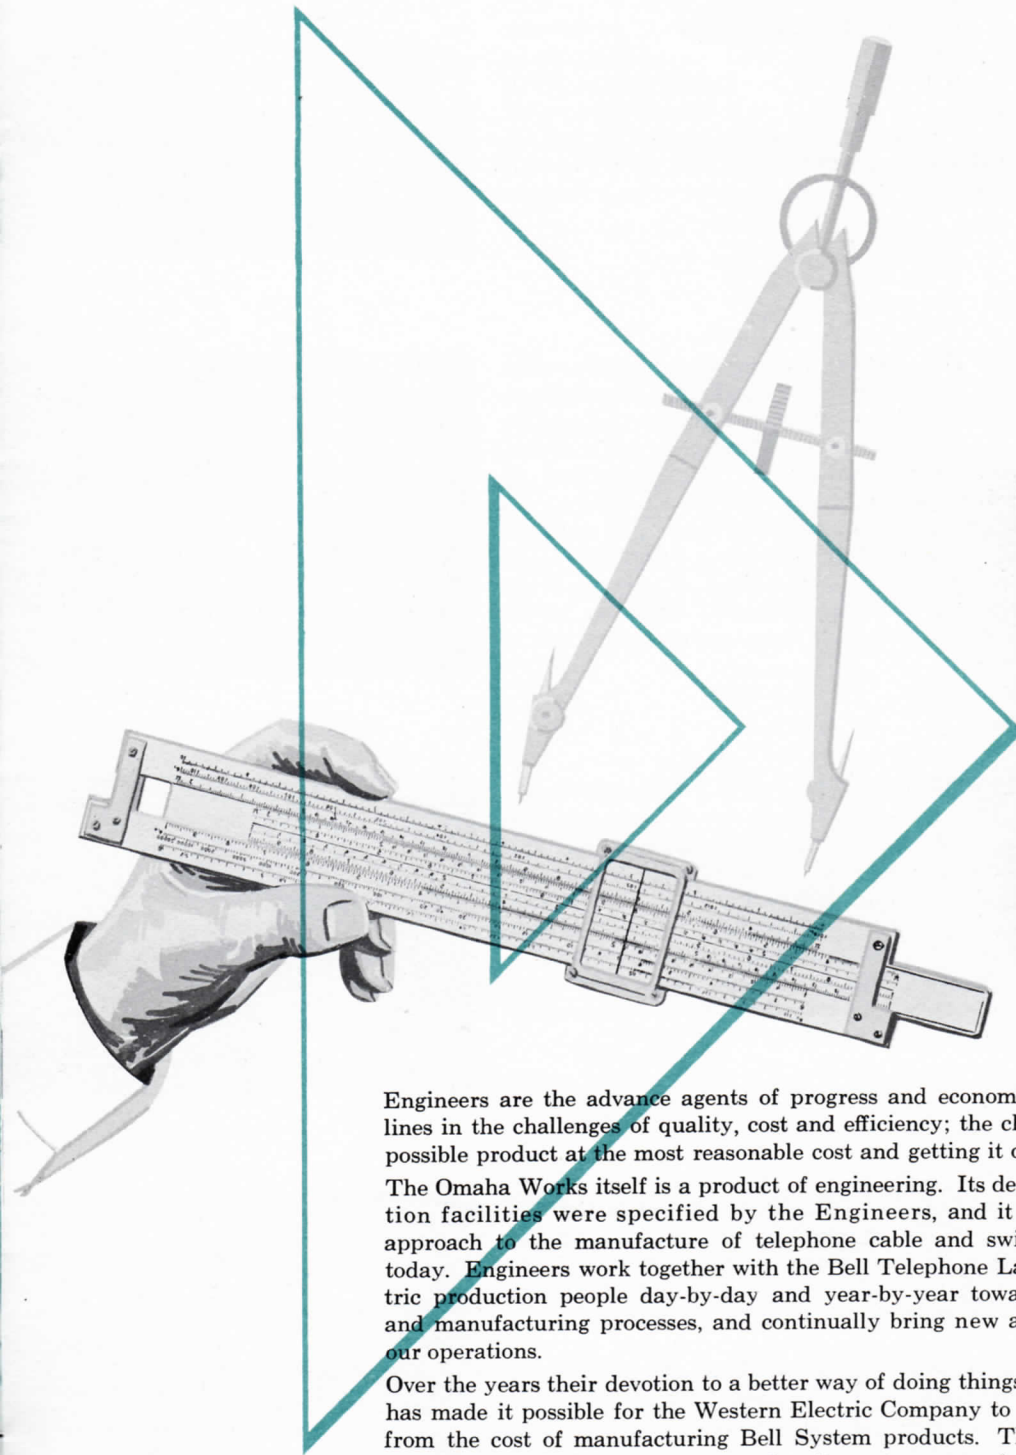 Engineers are the advance agents of progress and econom
lines in the challenges of quality, cost and efficiency; the cl
possible product at the most reasonable cost and getting it
The Omaha Works itself is a product of engineering. Its de
tion facilities were specified by the Engineers, and it
approach to the manufacture of telephone cable and swi
today. Engineers work together with the Bell Telephone La
tric production people day-by-day and year-by-year towa
and manufacturing processes, and continually bring new a
our operations.
Over the years their devotion to a better way of doing things
has made it possible for the Western Electric Company to
from the cost of manufacturing Bell System products. T